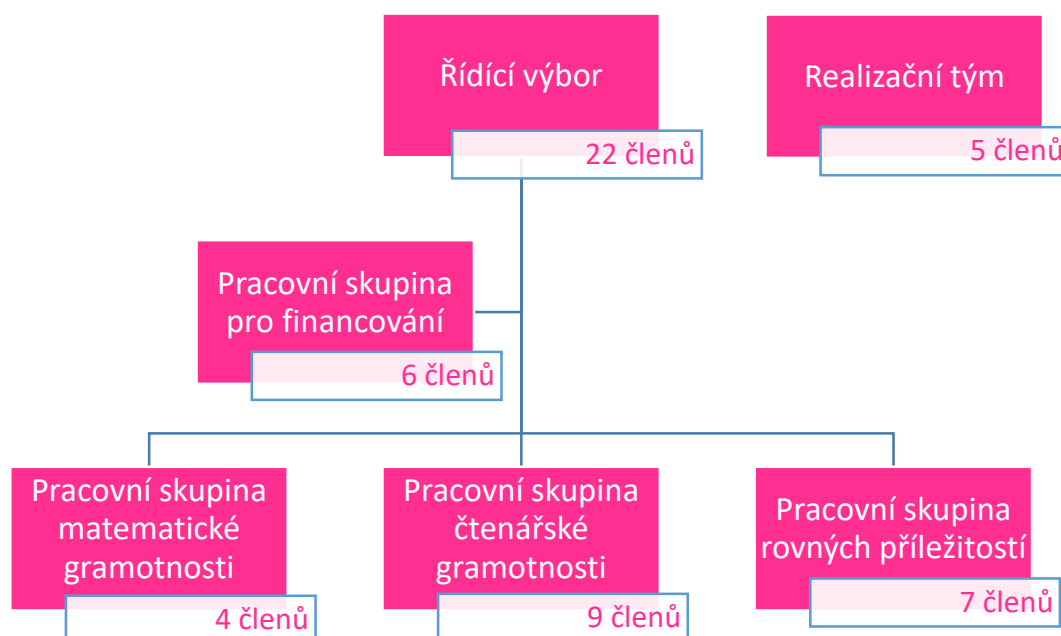 Řídící výbor
22 členů
Realizační tým
5 členů
Pracovní skupina
pro financování
6 členů
Pracovní skupina
matematické
gramotnosti
4 členů
Pracovní skupina
čtenářské
gramotnosti
9 členů
Pracovní skupina
rovných příležitostí
7 členů